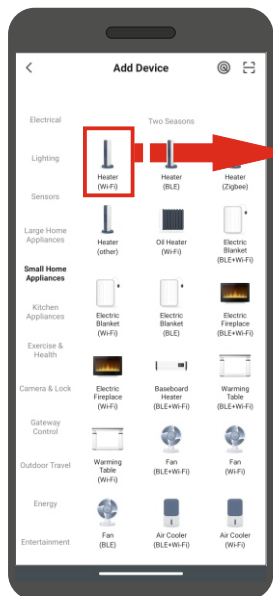 Add Device
Electrical
Lighting
Sensors
Large Home
Appliances
Small Home
Appliances
Kitchen
Appliances
Exercise &
Health
Camera & Lock
Gateway
Control
Outdoor Travel
Energy
Entertainment
Two Seasons
Heater
(Wi-Fi)
Heater
(BLE)
Heater
(Zigbee)
Heater
(other)
Oil Heater
(Wi-Fi)
Electric
Blanket
(BLE+Wi-Fi)
Electric
Blanket
(Wi-Fi)
Electric
Blanket
(BLE)
Electric
Fireplace
(BLE+Wi-Fi)
Electric
Fireplace
(Wi-Fi)
Baseboard
Heater
(BLE+Wi-Fi)
Warming
Table
(BLE+Wi-Fi)
Warming
Table
(Wi-Fi)
Fan
(BLE+Wi-Fi)
Fan
(Wi-Fi)
Fan
(BLE)
Air Cooler
(BLE+Wi-Fi)
Air Cooler
(Wi-Fi)